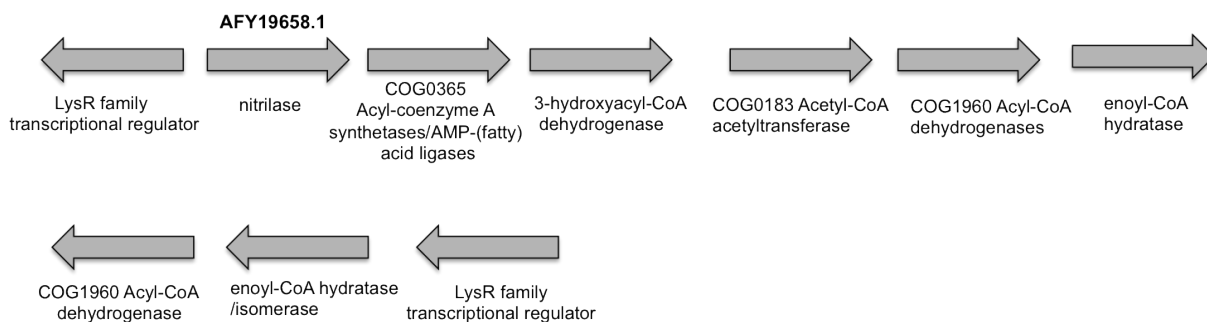 AFY19658.1
LysR family
transcriptional regulator
nitrilase
COG0365
Acyl-coenzyme A
synthetases/AMP-(fatty)
acid ligases
3-hydroxyacyl-CoA
dehydrogenase
COG0183 Acetyl-CoA
acetyltransferase
COG1960 Acyl-CoA
dehydrogenases
enoyl-CoA
hydratase
COG1960 Acyl-CoA
dehydrogenase
enoyl-CoA hydratase
/isomerase
LysR family
transcriptional regulator